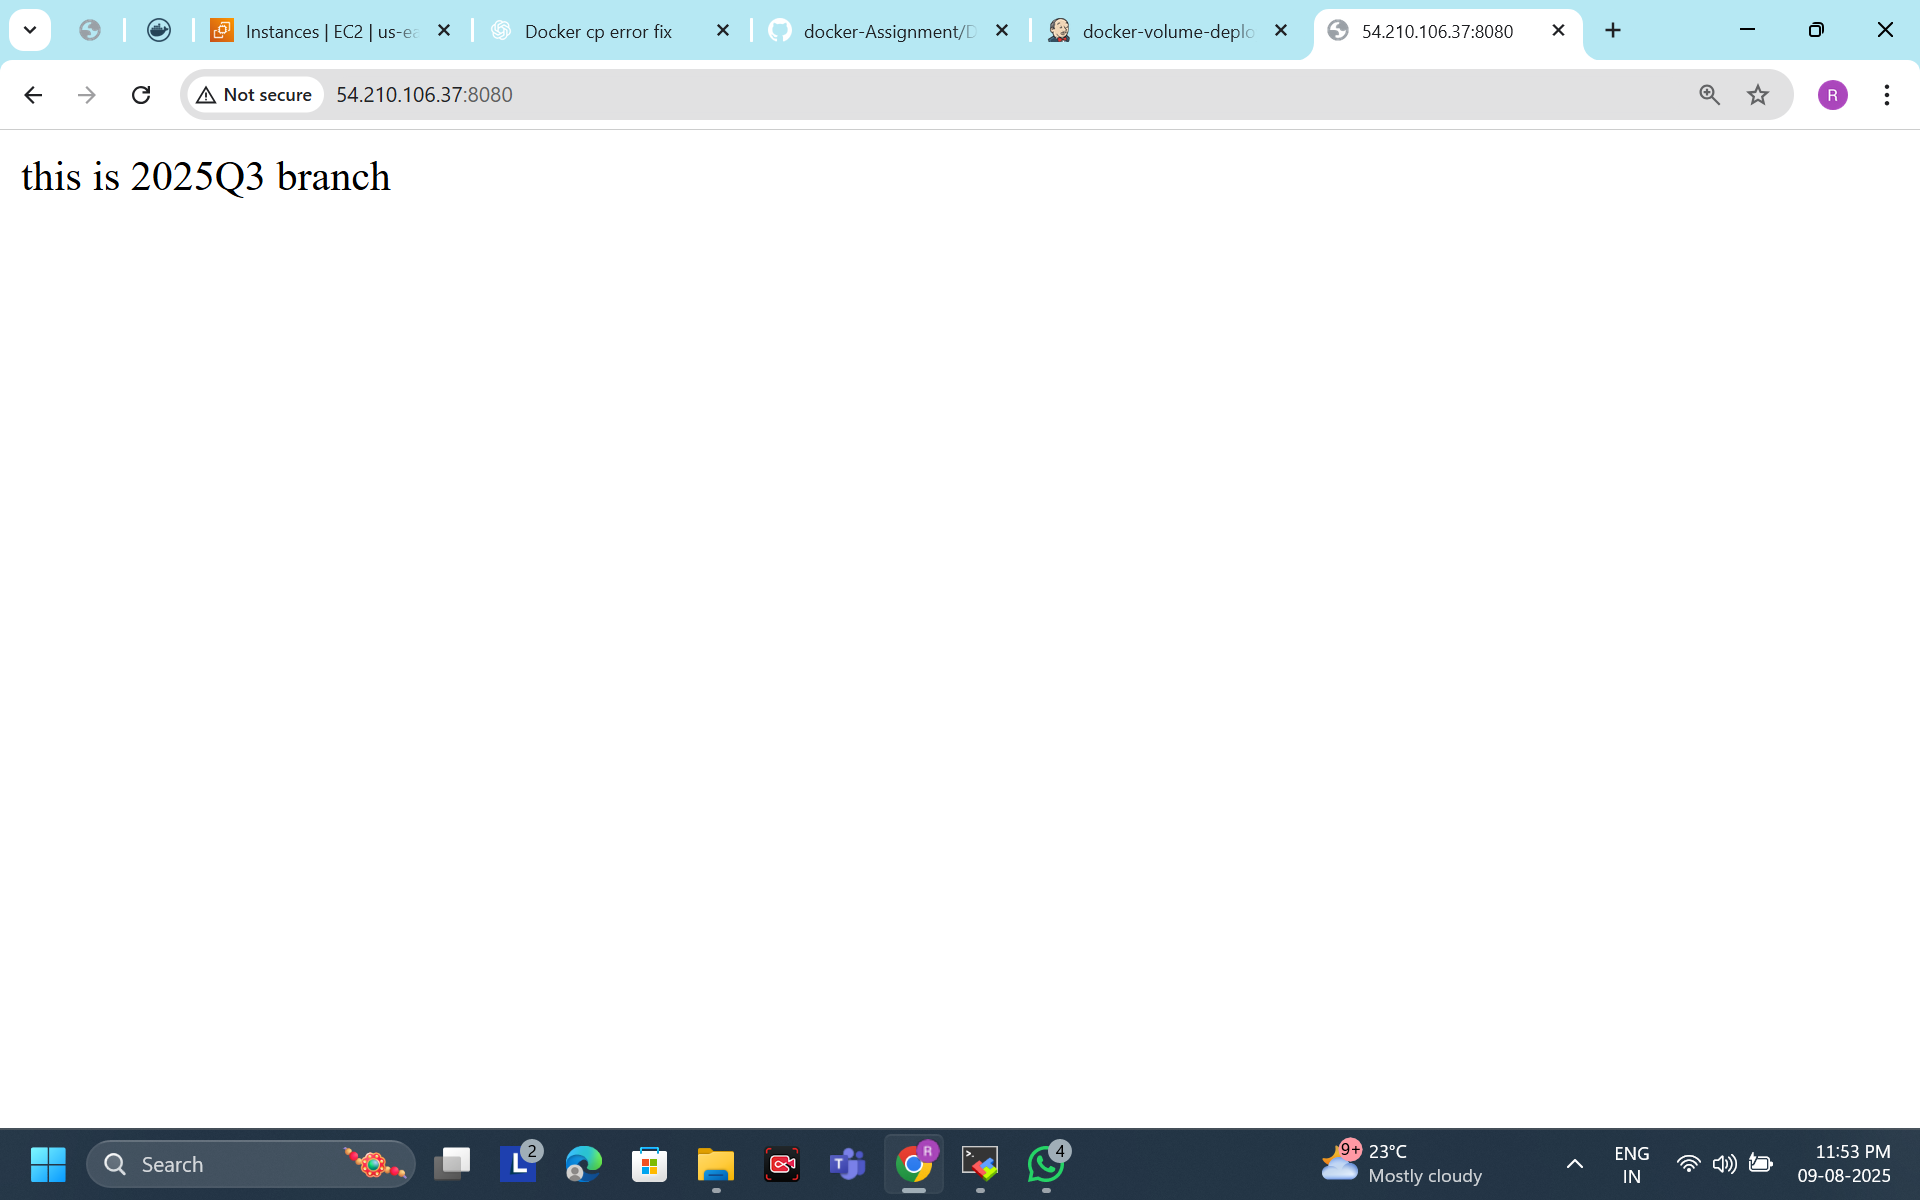 Instances | EC2 | us-ea
Docker cp error fix
docker-Assignment/D
docker-volume-deplo
54.210.106.37:8080
Not secure
54.210.106.37:8080
R
this is 2025Q3 branch
Search
L
2
T
R
4
9+
23°C
Mostly cloudy
ENG
IN
11:53 PM
09-08-2025